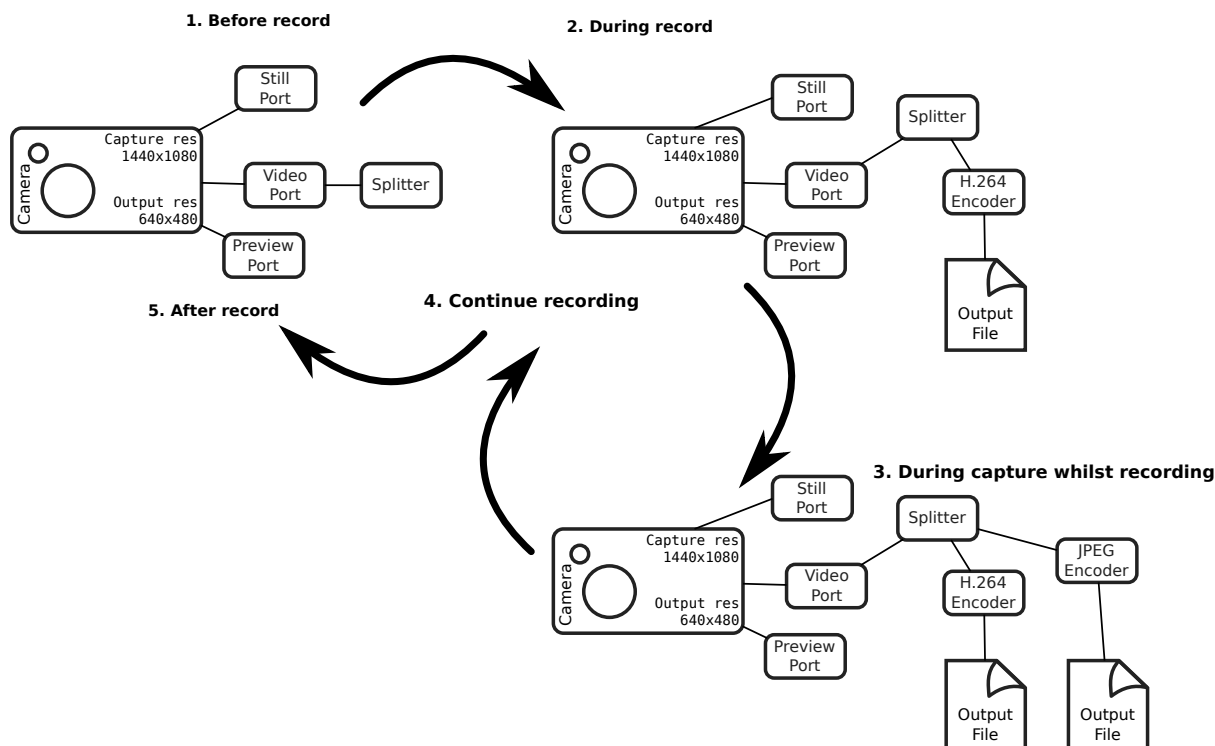 1. Before record
Still
Port
Camera
Capture res
1440x1080
Output res
640x480
Video
Port
Splitter
Preview
Port
2. During record
Still
Port
Camera
Capture res
1440x1080
Output res
640x480
Video
Port
Preview
Port
Splitter
H.264
Encoder
Output
File
5. After record
4. Continue recording
3. During capture whilst recording
Still
Port
Camera
Capture res
1440x1080
Output res
640x480
Video
Port
Preview
Port
Splitter
H.264
Encoder
JPEG
Encoder
Output
File
Output
File